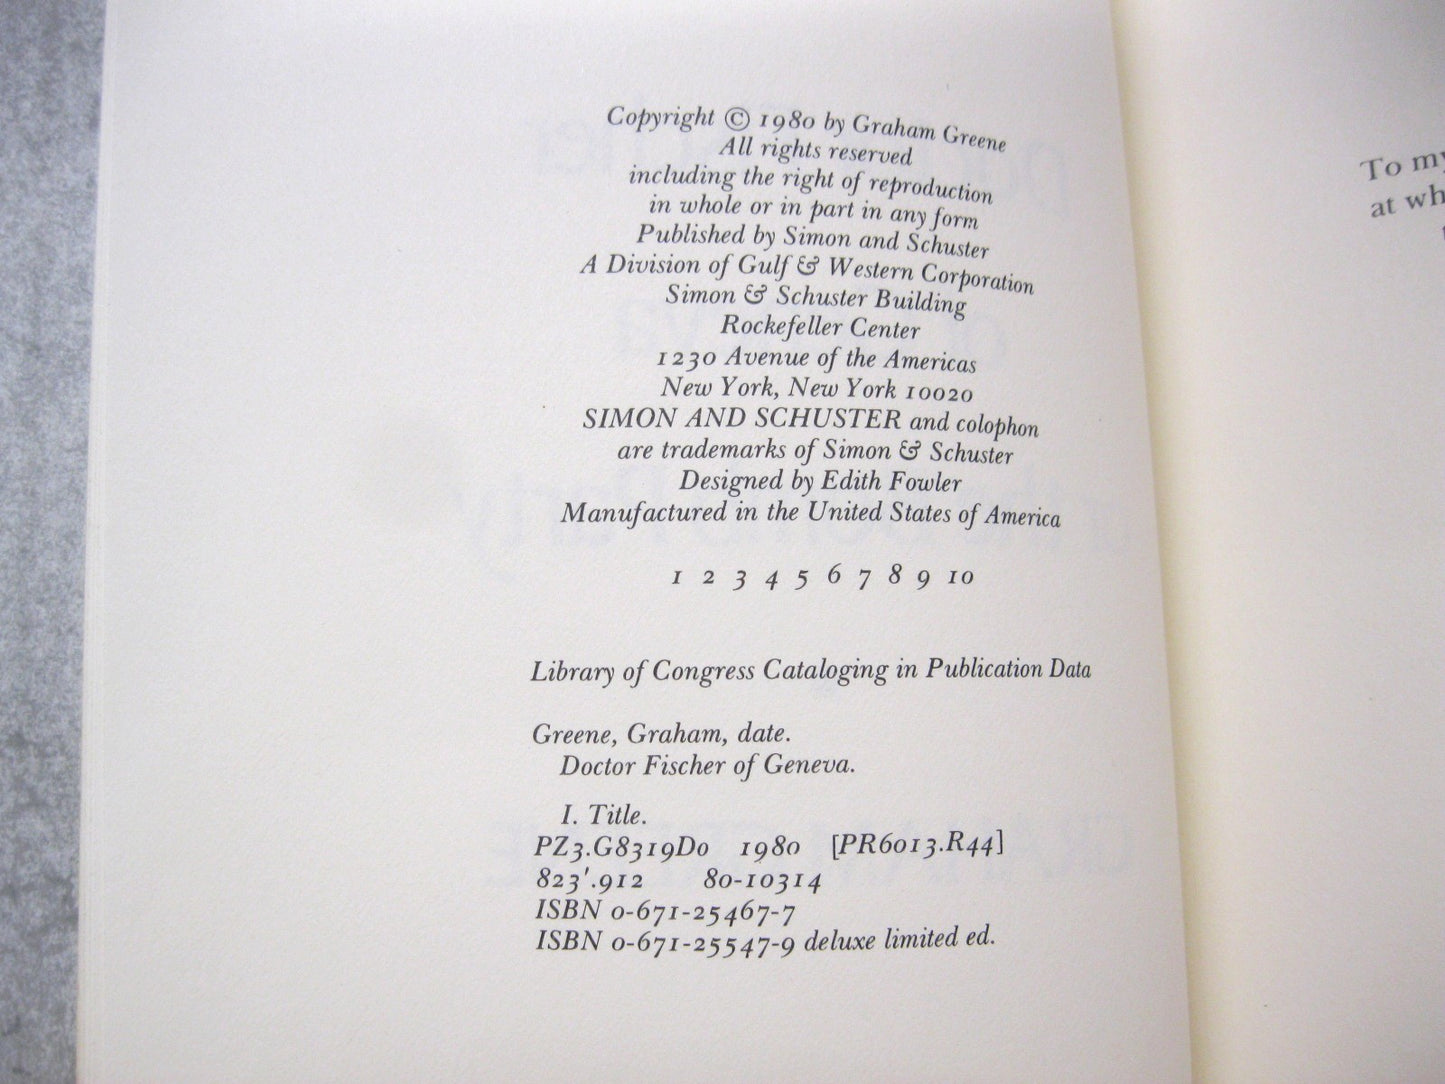 Copyright © 1980 by Graham Greene
All rights reserved
including the right of reproduction
in whole or in part in any form
Published by Simon and Schuster
A Division of Gulf & Western Corporation
Simon & Schuster Building
Rockefeller Center
1230 Avenue of the Americas
New York, New York 10020
SIMON AND SCHUSTER and colophon
are trademarks of Simon & Schuster
Designed by Edith Fowler
Manufactured in the United States of America
1 2 3 4 5 6 7 8 9 10
Library of Congress Cataloging in Publication Data
Greene, Graham, date.
Doctor Fischer of Geneva.
I. Title.
PZ3.G8319Do 1980 [PR6013.R44]
823'.912 80-10314
ISBN 0-671-25467-7
ISBN 0-671-25547-9 deluxe limited ed.
To my
at wh